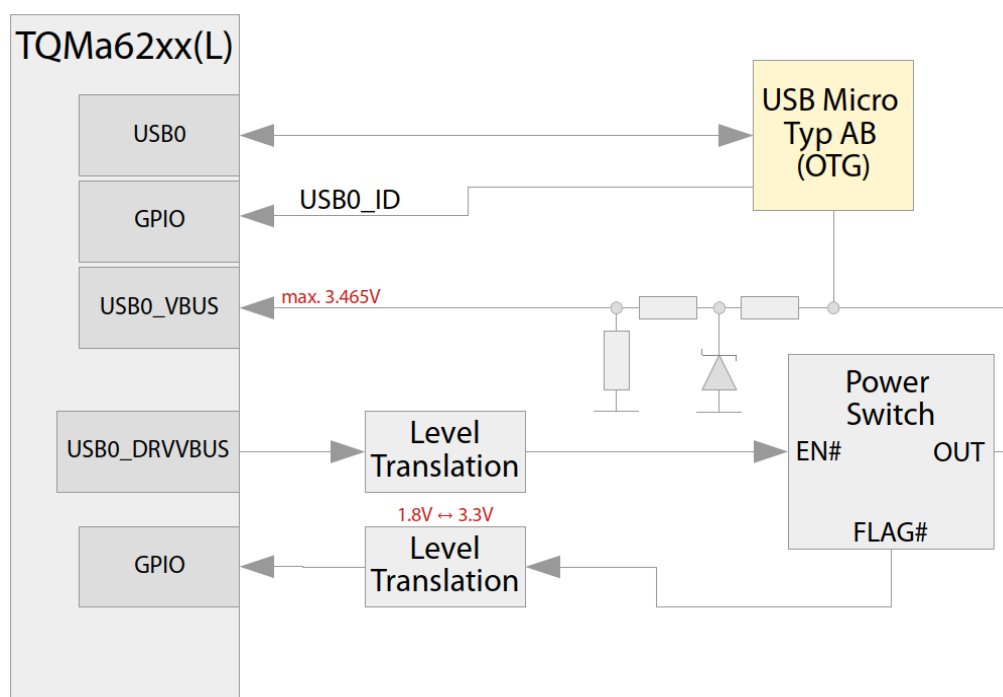 TQMa62xx(L)
USB0
USB Micro
Typ AB
(OTG)
GPIO
USB0_ID
USB0_VBUS
max. 3.465V
Power
Switch
USB0_DRVVBUS
Level
Translation
EN#
OUT
1.8V ↔ 3.3V
FLAG#
GPIO
Level
Translation